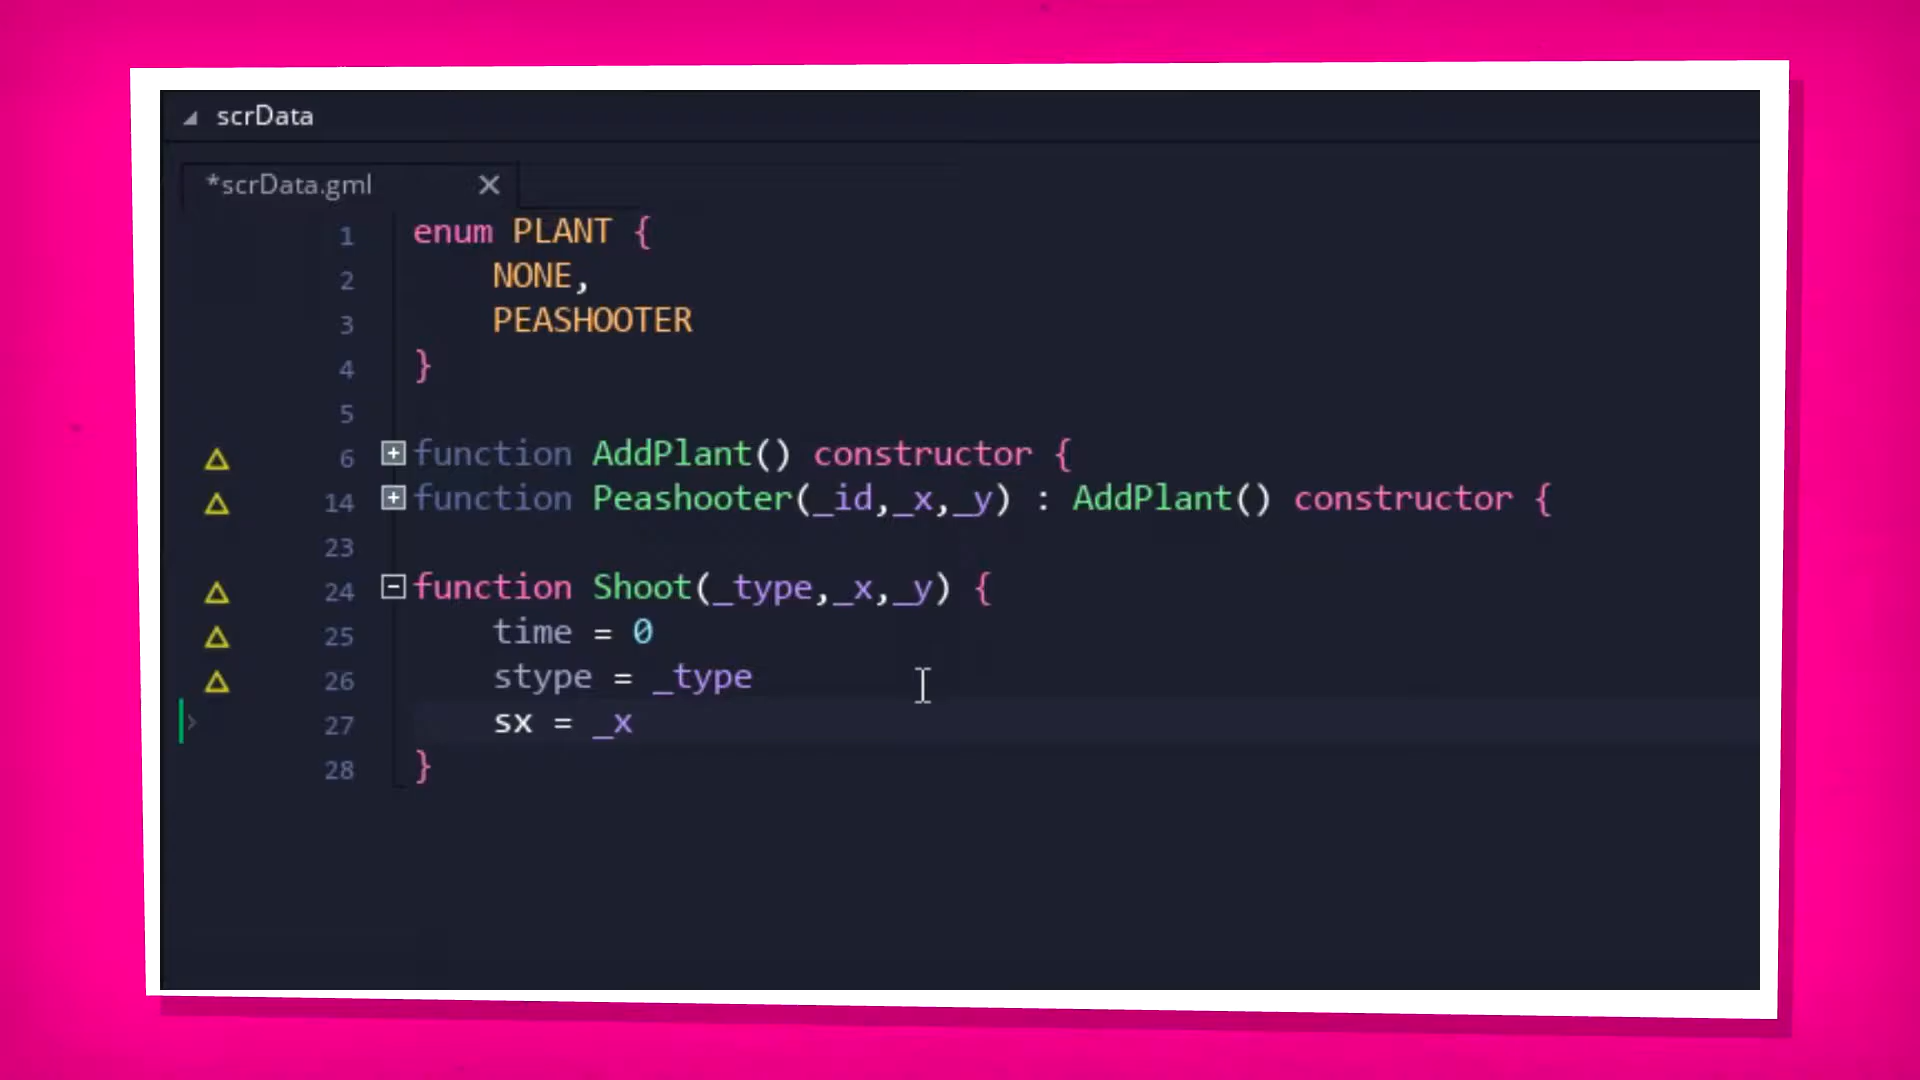 scrData
*scrData.gml
1 enum PLANT {
2 NONE,
3 PEASHOOTER
4 }
5
6 function AddPlant() constructor {
14 function Peashooter(_id,_x,_y) : AddPlant() constructor {
23
24 function Shoot(_type,_x,_y) {
25 time = 0
26 stype = _type
27 sx = _x
28 }